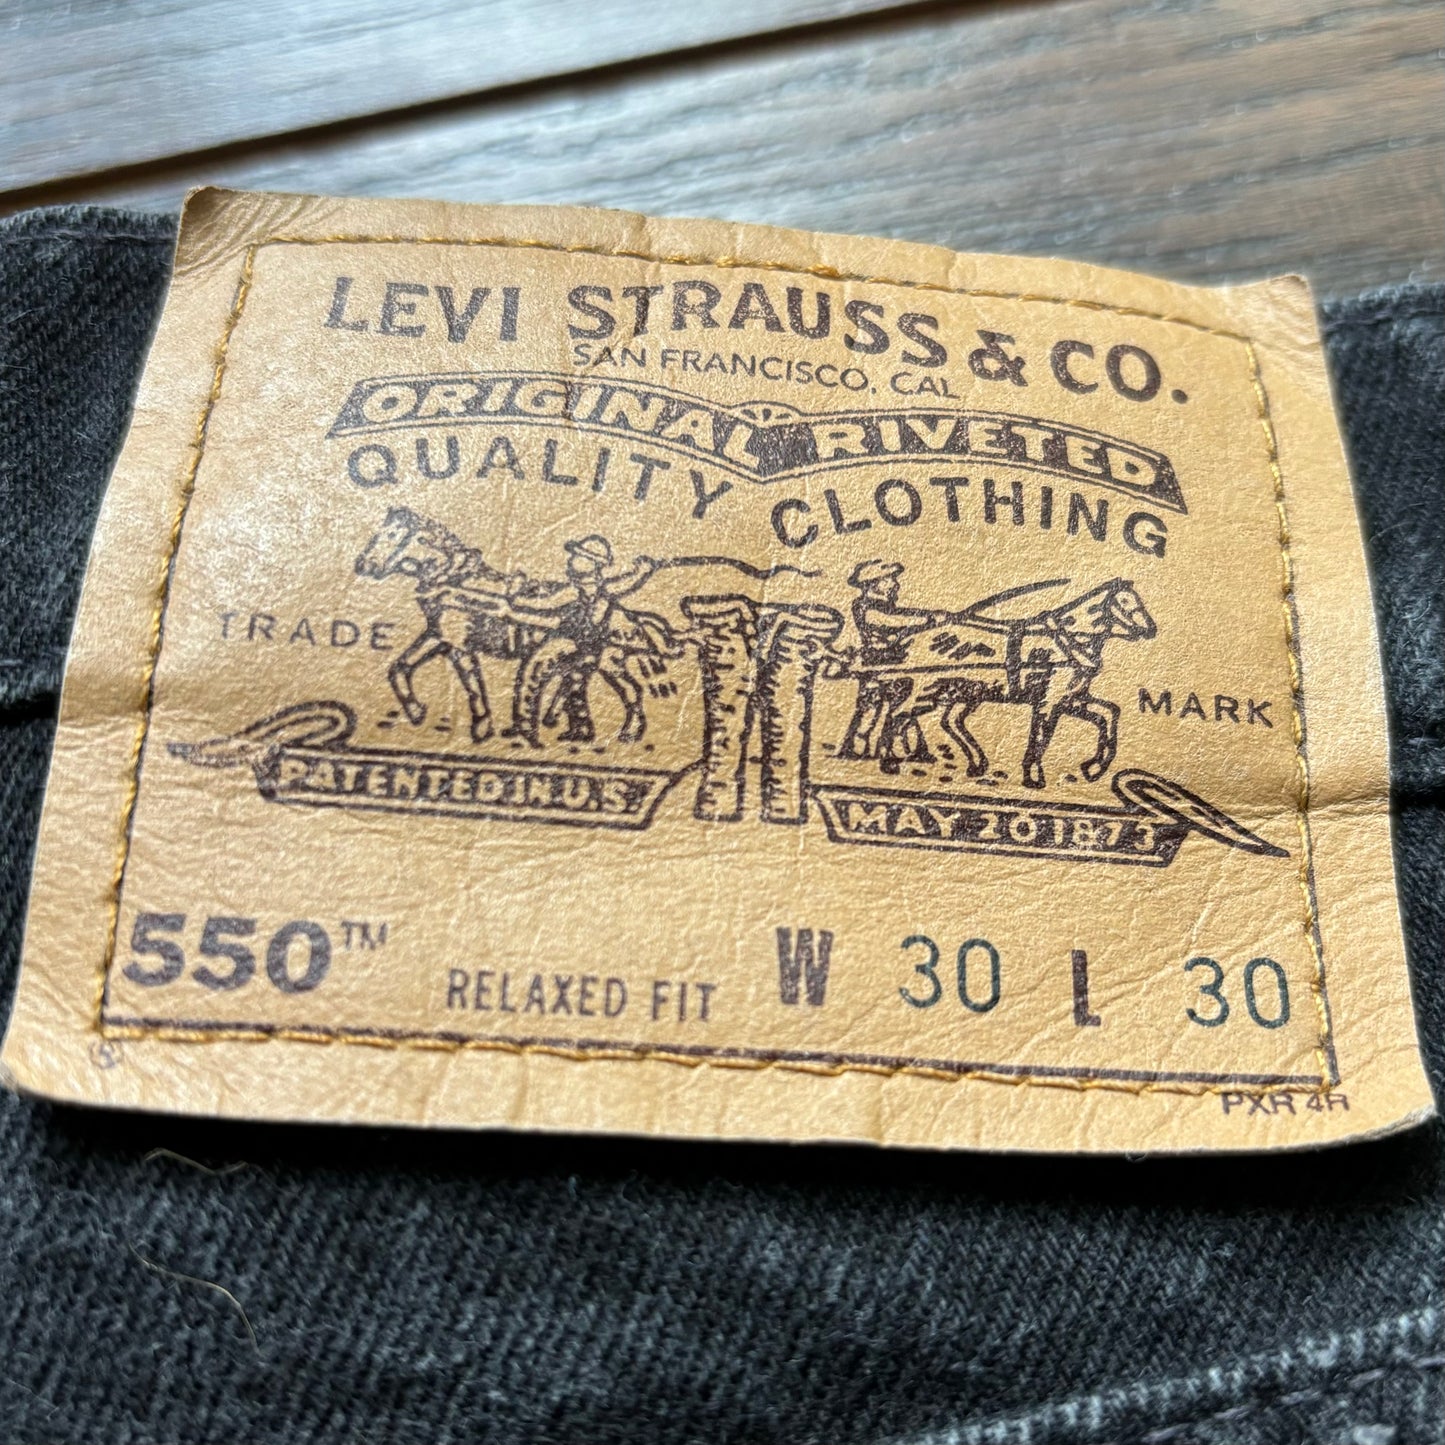 LEVI STRAUSS & CO.
SAN FRANCISCO, CAL
ORIGINAL RIVETED
QUALITY CLOTHING
TRADE MARK
PATENTED IN U.S. MAY 20 1873
550™ RELAXED FIT W 30 L 30
PXR 4R